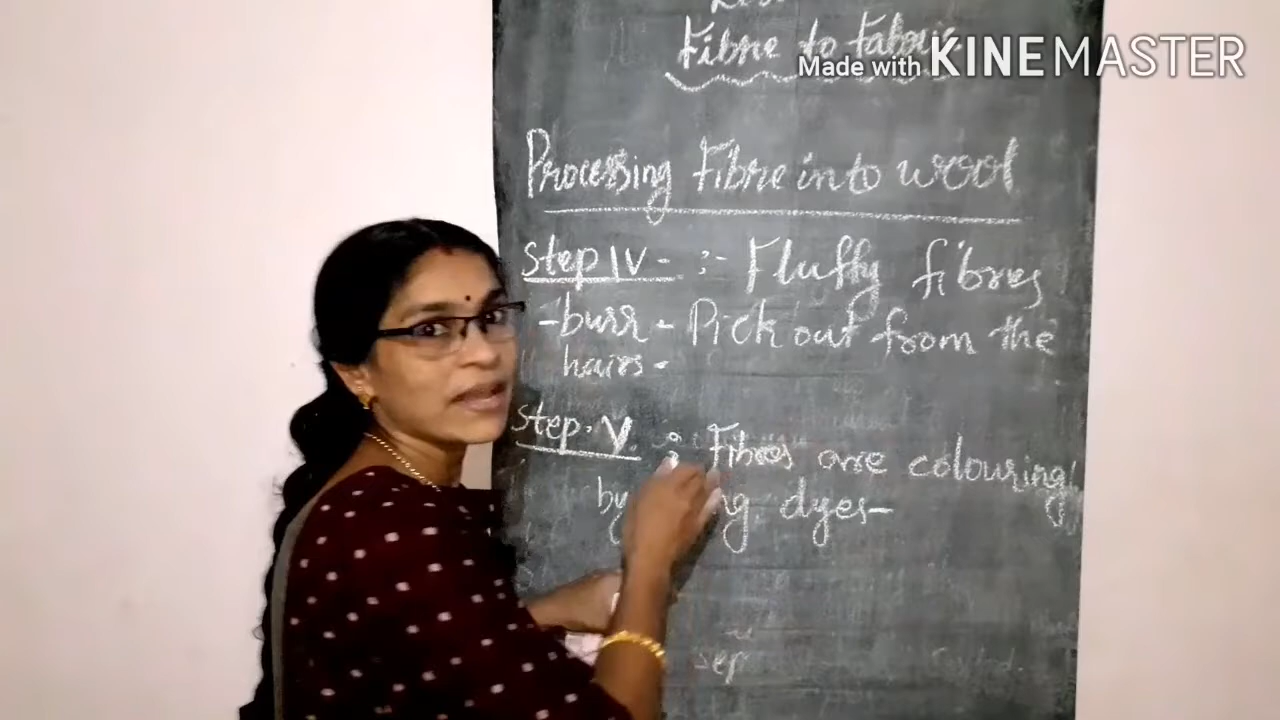 Fibre to Fabric
Made with KINEMASTER
Processing Fibre into wool
Step IV - :- Fluffy fibres
- burr - Pick out from the
hairs -
Step. V : Fibres are colouring
by dyes -